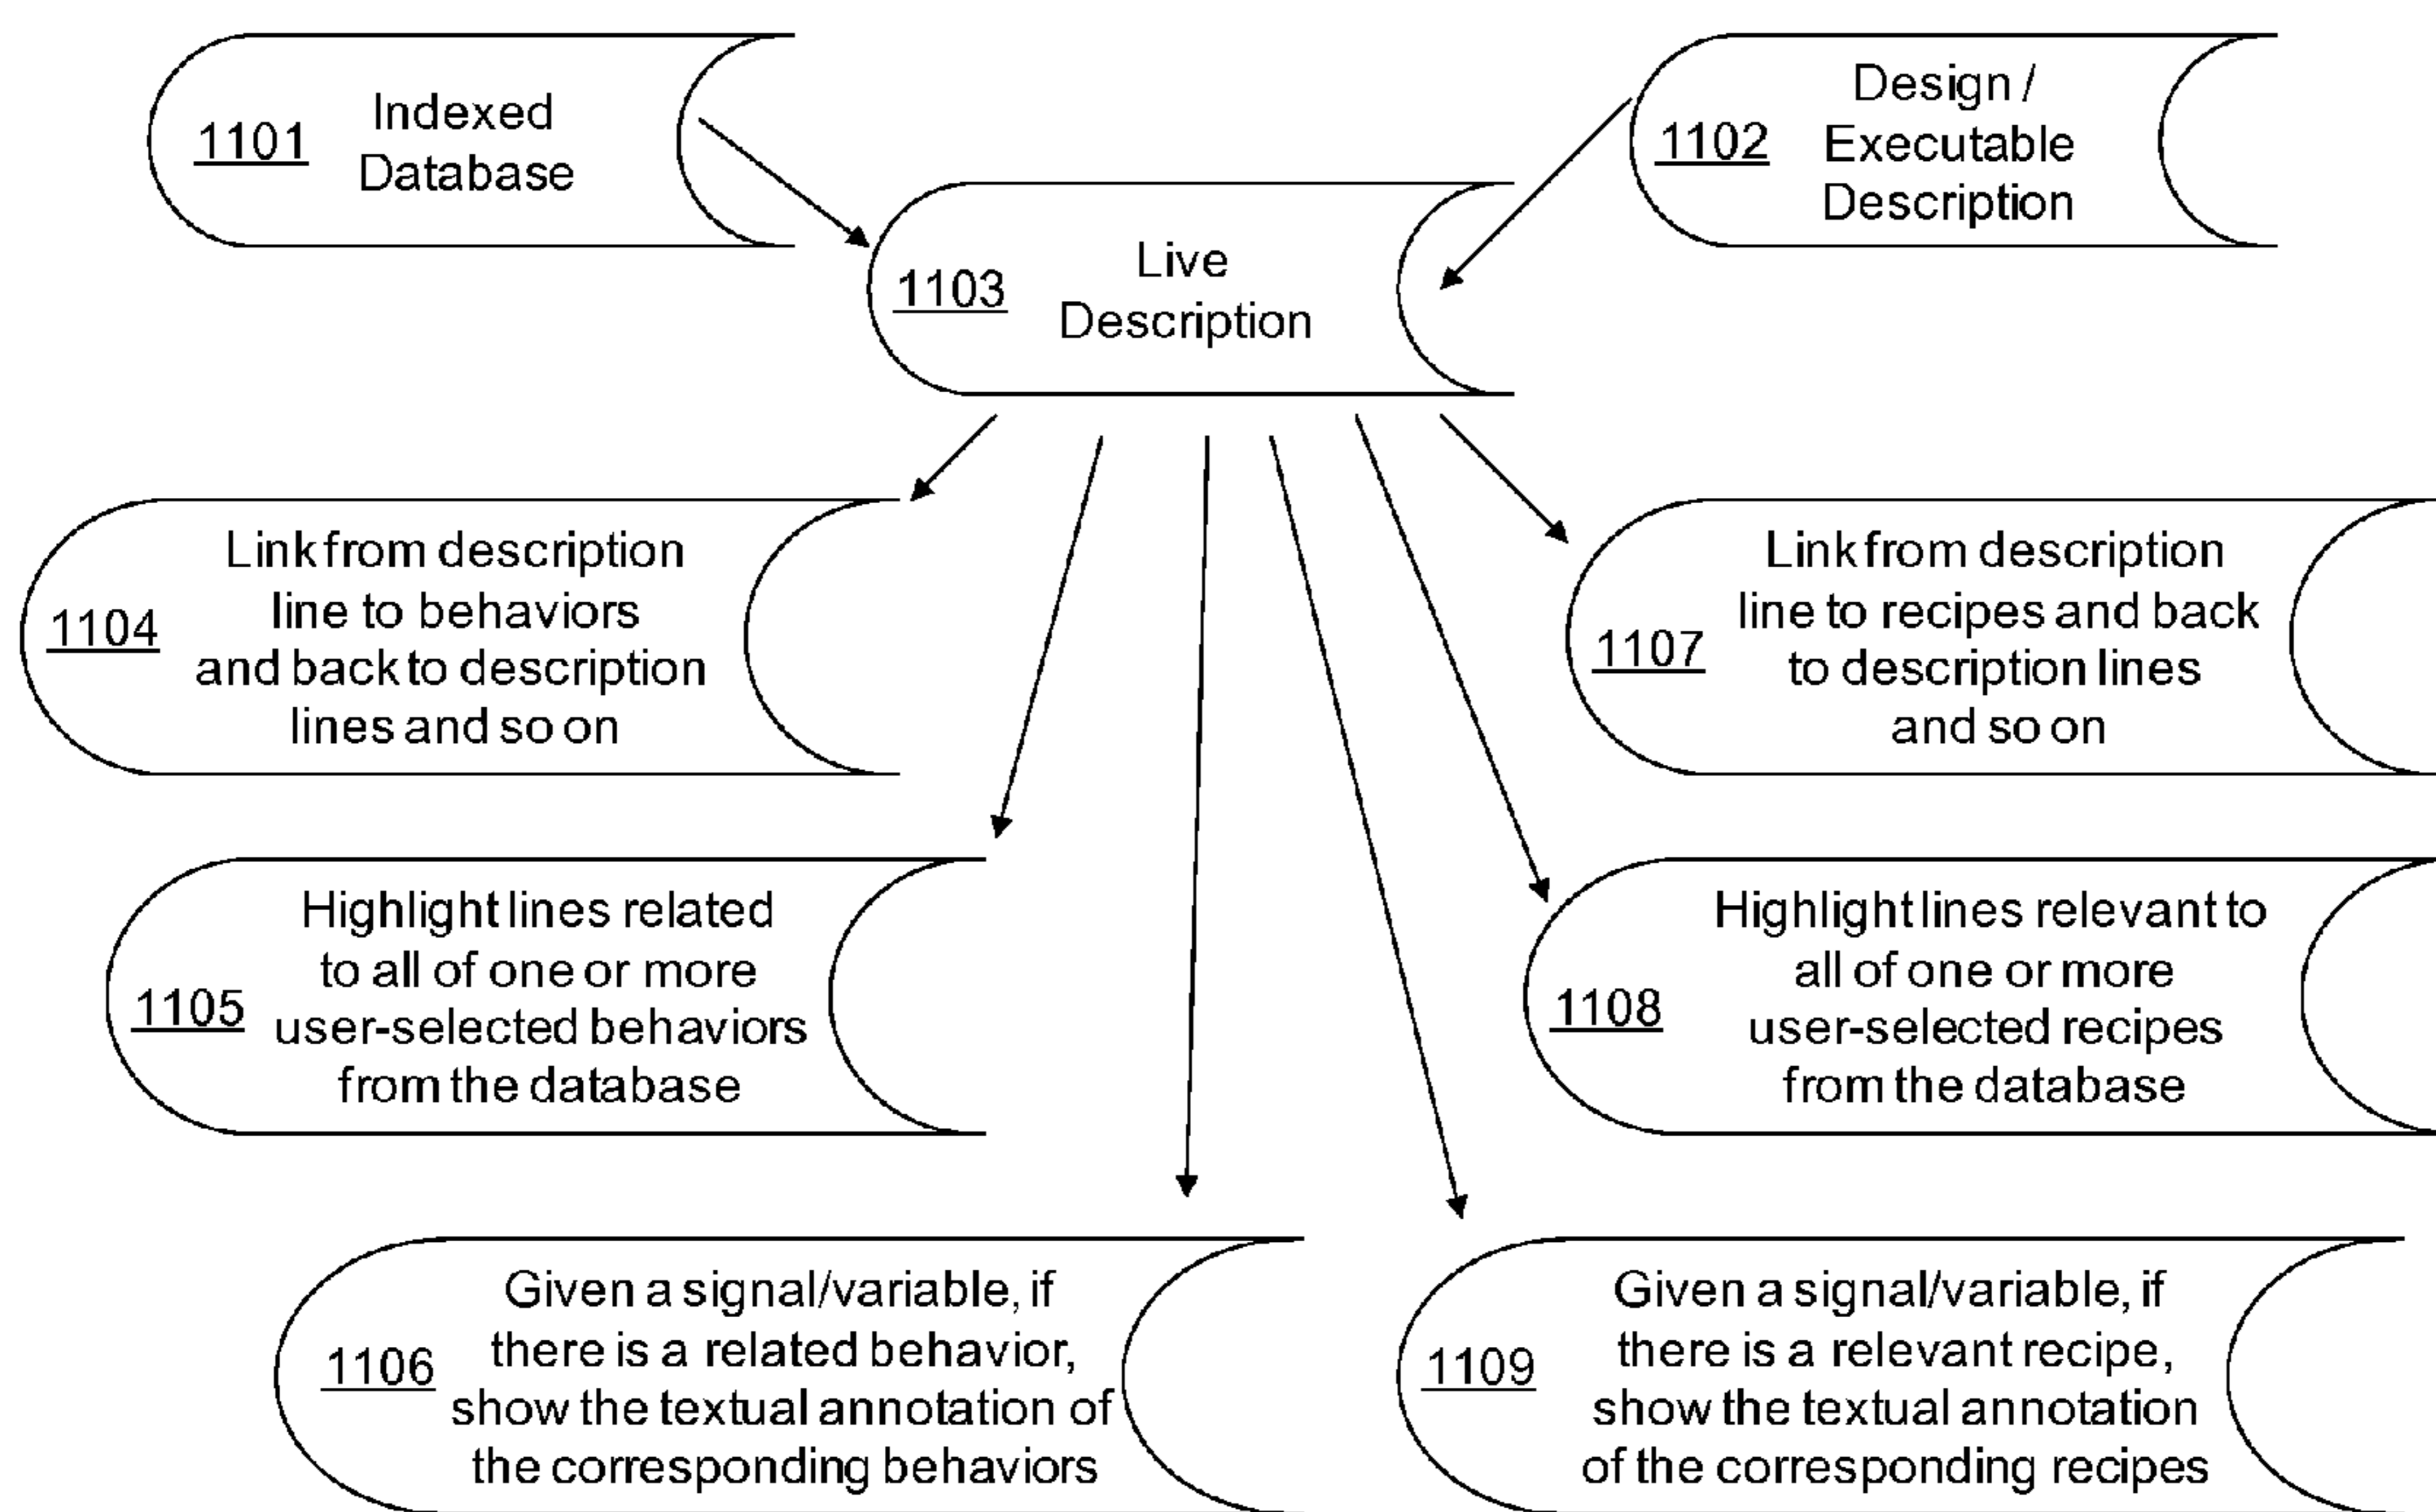 1101
Indexed
Database
1102
Design /
Executable
Description
1103
Live
Description
1104
Link from description
line to behaviors
and back to description
lines and so on
1107
Link from description
line to recipes and back
to description lines
and so on
1105
Highlight lines related
to all of one or more
user-selected behaviors
from the database
1108
Highlight lines relevant to
all of one or more
user-selected recipes
from the database
1106
Given a signal/variable, if
there is a related behavior,
show the textual annotation of
the corresponding behaviors
1109
Given a signal/variable, if
there is a relevant recipe,
show the textual annotation
of the corresponding recipes